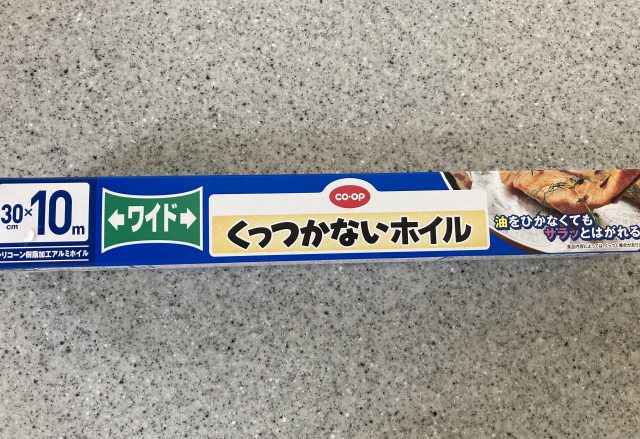 30cm×10m
シリコーン樹脂加工アルミホイル
←ワイド→
CO·OP
くっつかないホイル
油をひかなくても
サラッとはがれる